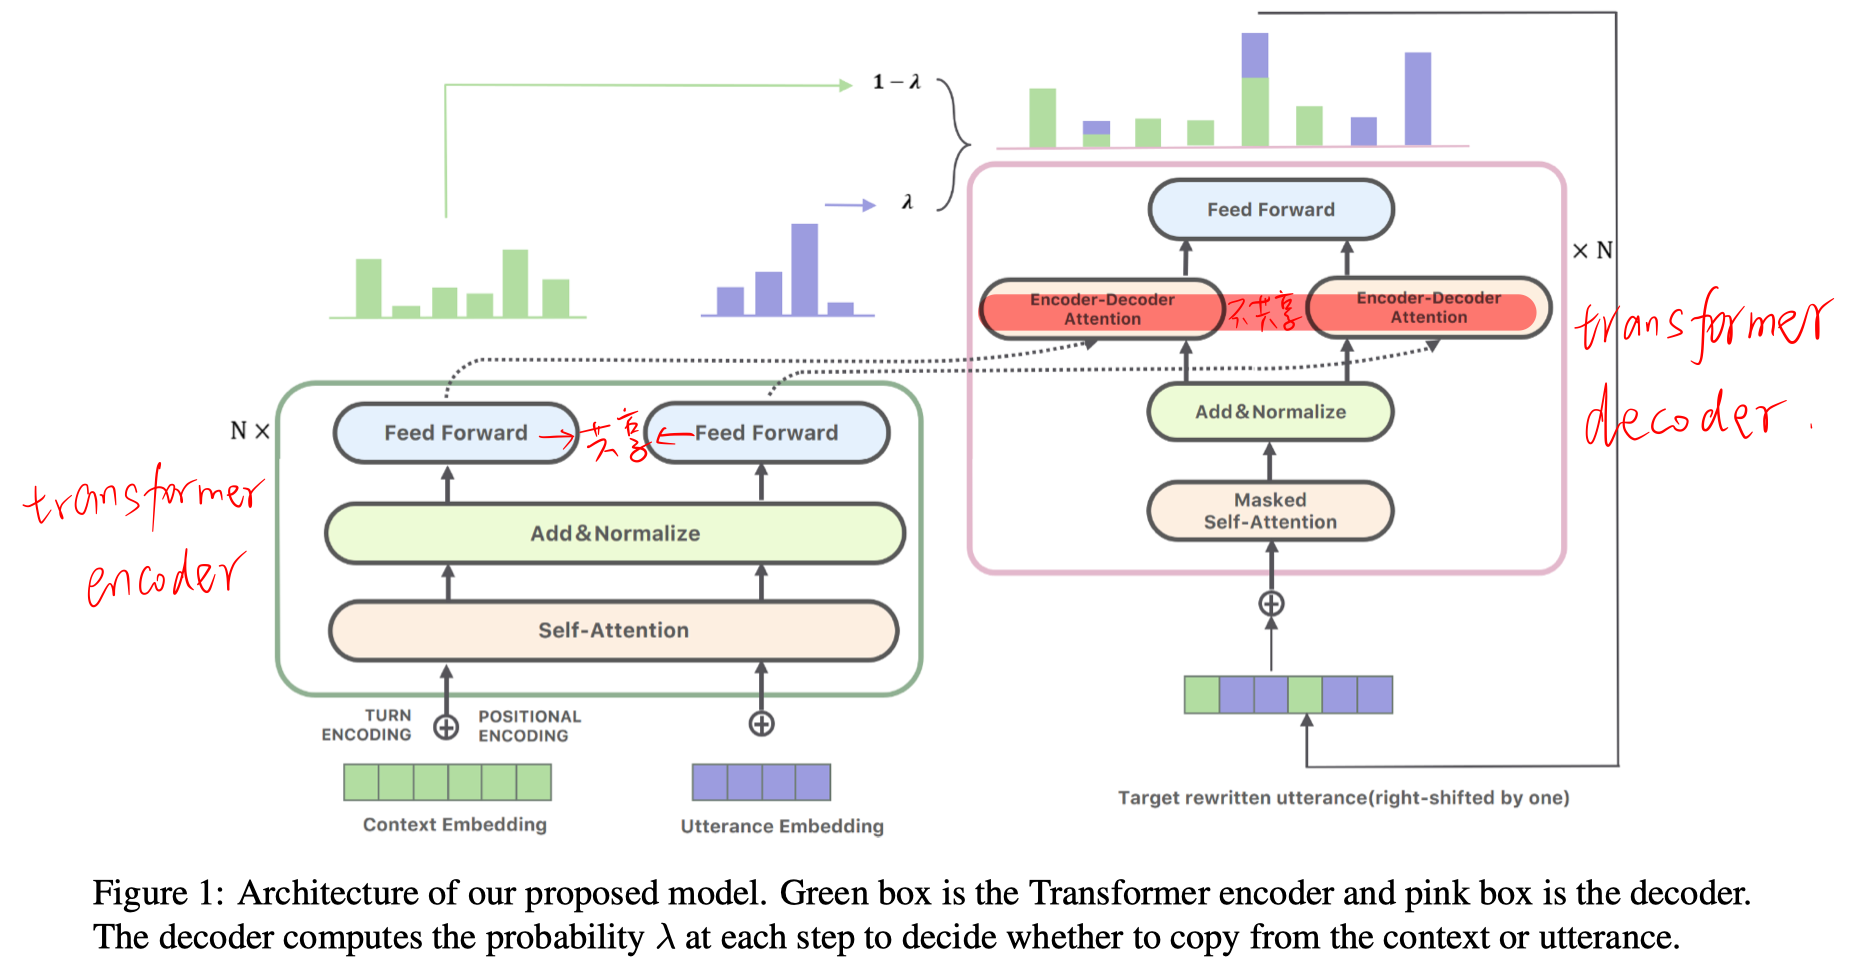 1 − λ
λ
Feed Forward
× N
Encoder-Decoder
Attention
不共享
Encoder-Decoder
Attention
transformer
decoder.
Add&Normalize
Masked
Self-Attention
Target rewritten utterance(right-shifted by one)
N ×
Feed Forward
共享
Feed Forward
transformer
encoder
Add&Normalize
Self-Attention
TURN
ENCODING
POSITIONAL
ENCODING
Context Embedding
Utterance Embedding
Figure 1: Architecture of our proposed model. Green box is the Transformer encoder and pink box is the decoder.
The decoder computes the probability λ at each step to decide whether to copy from the context or utterance.